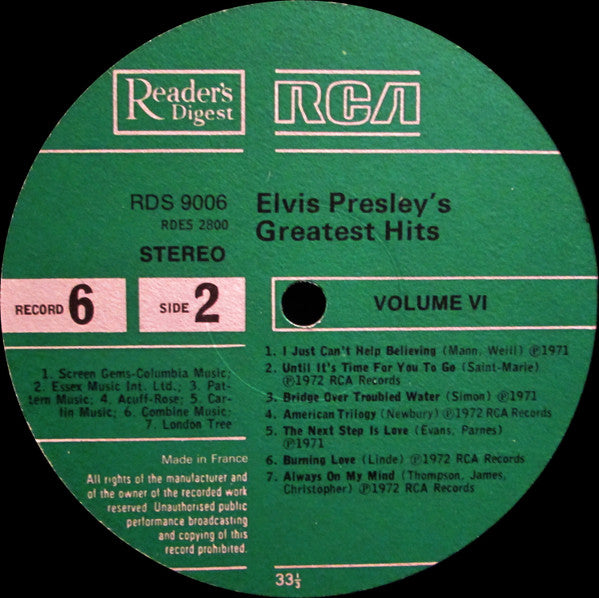 Reader's
Digest
RCA
RDS 9006
RDES 2800
STEREO
Elvis Presley's
Greatest Hits
RECORD 6
SIDE 2
VOLUME VI
1. Screen Gems-Columbia Music;
2. Essex Music Int. Ltd.; 3. Pat-
tern Music; 4. Acuff-Rose; 5. Car-
lin Music; 6. Combine Music;
7. London Tree
1. I Just Can't Help Believing (Mann, Weill) ℗1971
2. Until It's Time For You To Go (Saint-Marie)
℗1972 RCA Records
3. Bridge Over Troubled Water (Simon) ℗1971
4. American Trilogy (Newbury) ℗1972 RCA Records
5. The Next Step Is Love (Evans, Parnes)
℗1971
6. Burning Love (Linde) ℗1972 RCA Records
7. Always On My Mind (Thompson, James,
Christopher) ℗1972 RCA Records
Made in France
All rights of the manufacturer and
of the owner of the recorded work
reserved. Unauthorised public
performance broadcasting
and copying of this
record prohibited.
33⅓